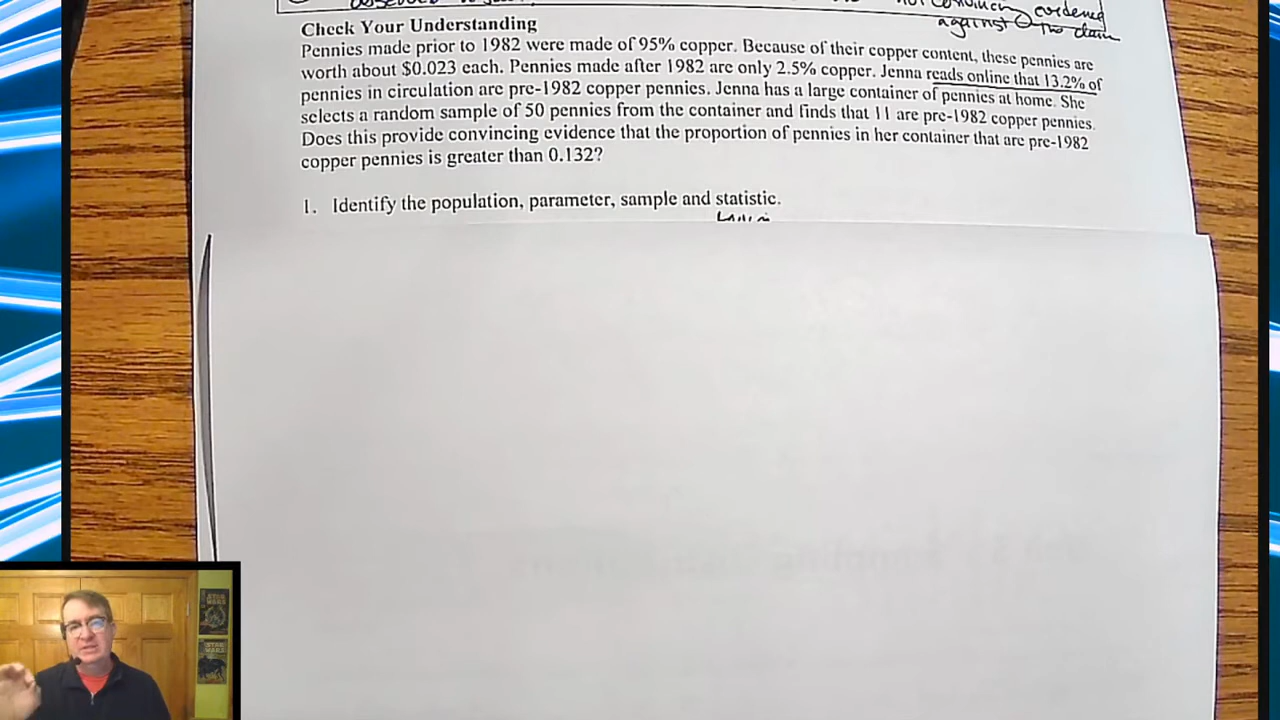 evidence
against
the claim
Check Your Understanding
Pennies made prior to 1982 were made of 95% copper. Because of their copper content, these pennies are
worth about $0.023 each. Pennies made after 1982 are only 2.5% copper. Jenna reads online that 13.2% of
pennies in circulation are pre-1982 copper pennies. Jenna has a large container of pennies at home. She
selects a random sample of 50 pennies from the container and finds that 11 are pre-1982 copper pennies.
Does this provide convincing evidence that the proportion of pennies in her container that are pre-1982
copper pennies is greater than 0.132?
1. Identify the population, parameter, sample and statistic.
STAR
WARS
STAR
WARS